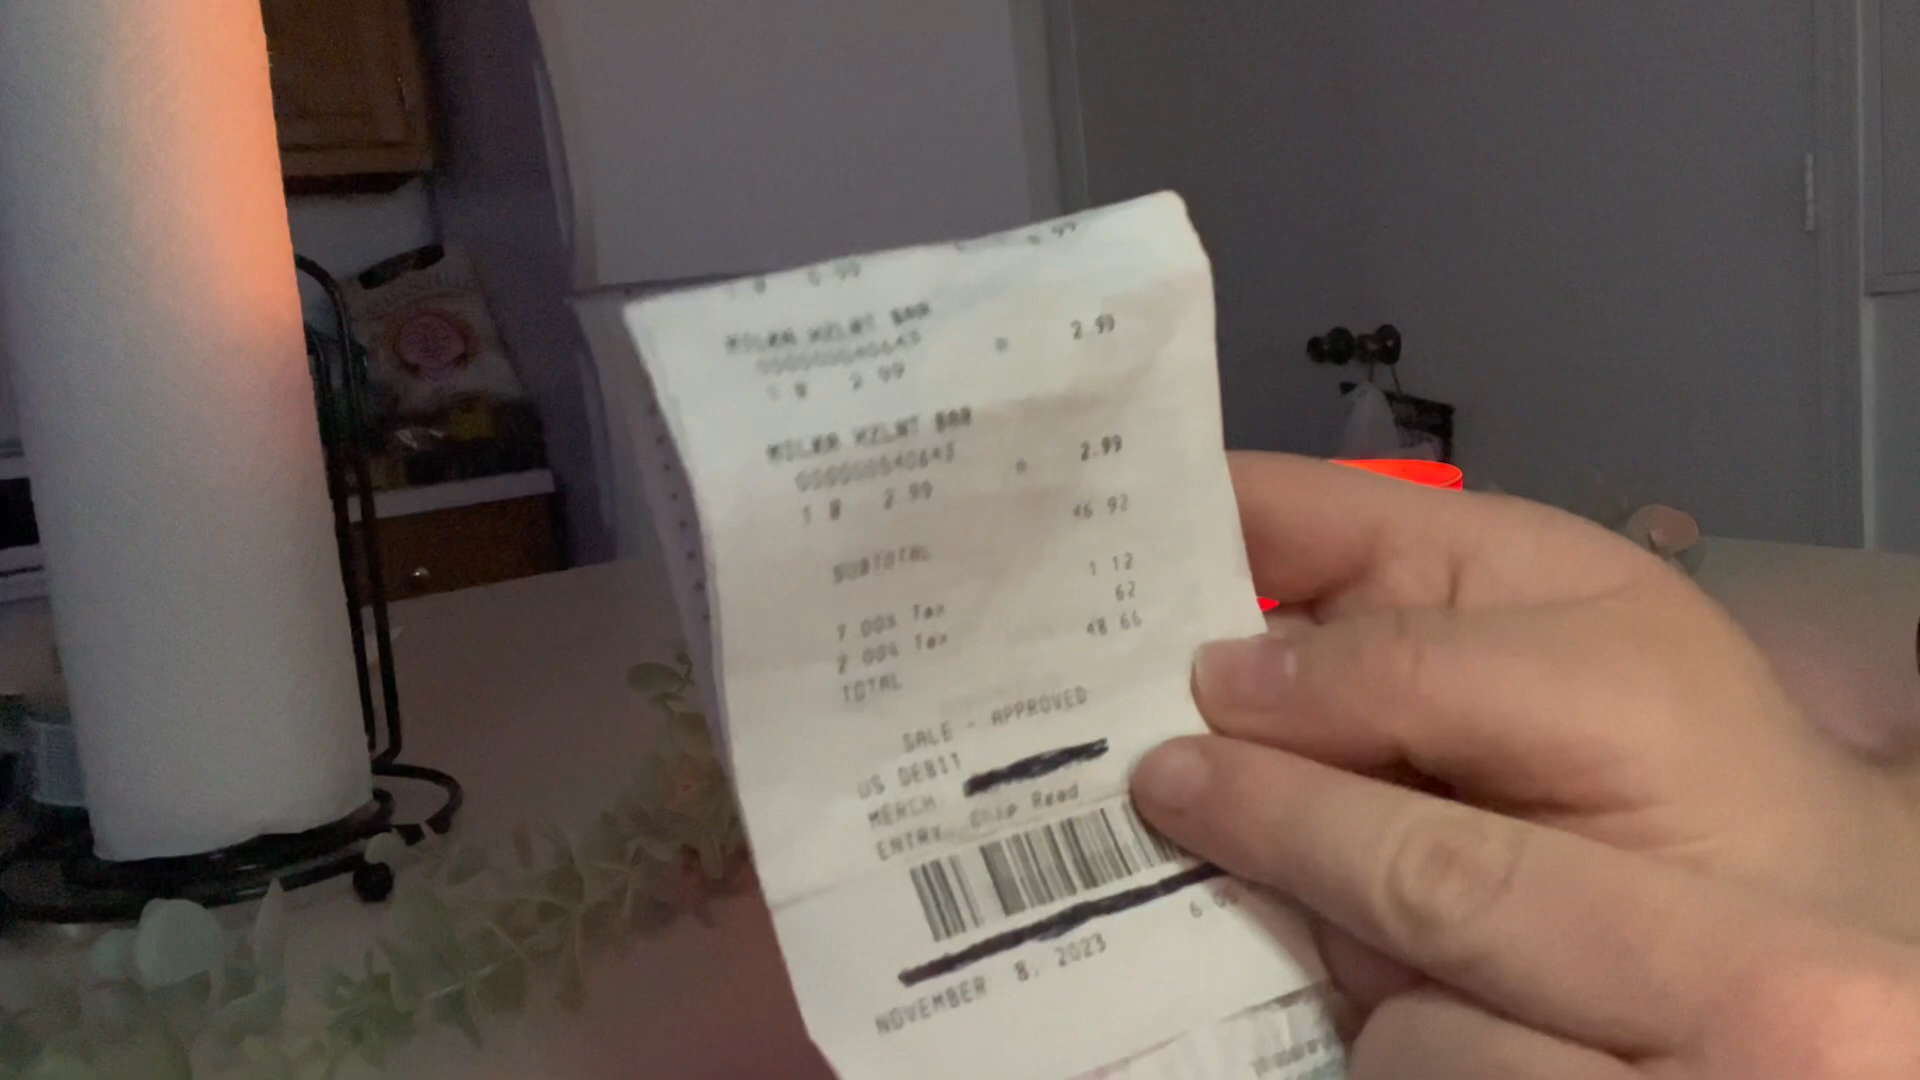 MILKA HZLNT BAR 2.99
1 @ 2.99
MILKA HZLNT BAR
000000040645 2.99
1 @ 2.99
46.92
SUBTOTAL
1.12
7.00% Tax 62
2.00% Tax 48.66
TOTAL
SALE - APPROVED
US DEBIT
MERCH
ENTRY Chip Read
NOVEMBER 8, 2023